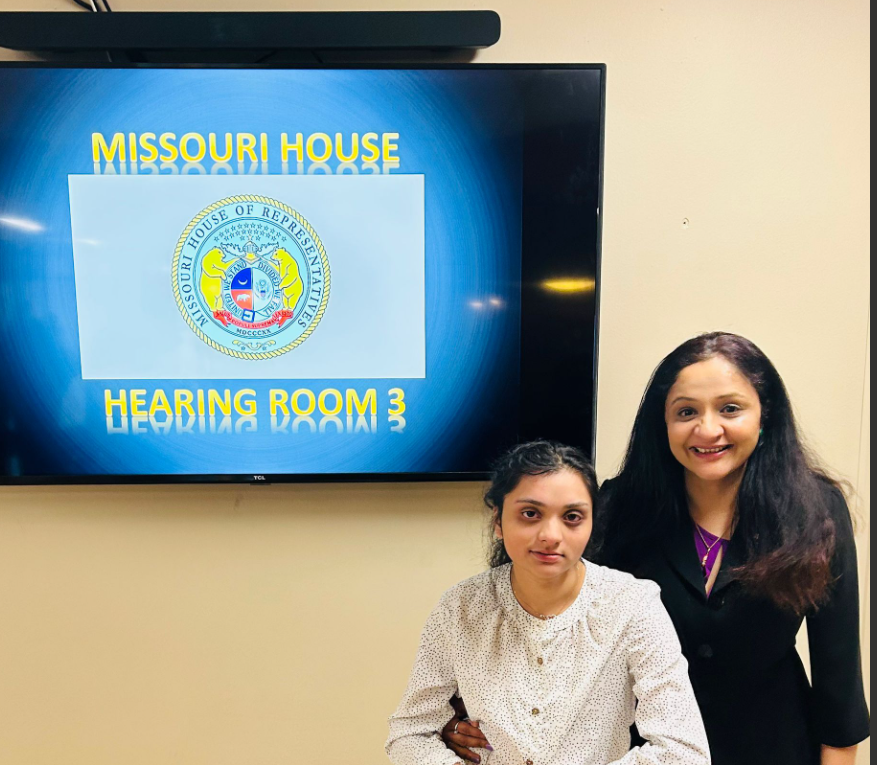 MISSOURI HOUSE
MISSOURI HOUSE OF REPRESENTATIVES
UNITED WE STAND DIVIDED WE FALL
MDCCCXX
HEARING ROOM 3
TCL